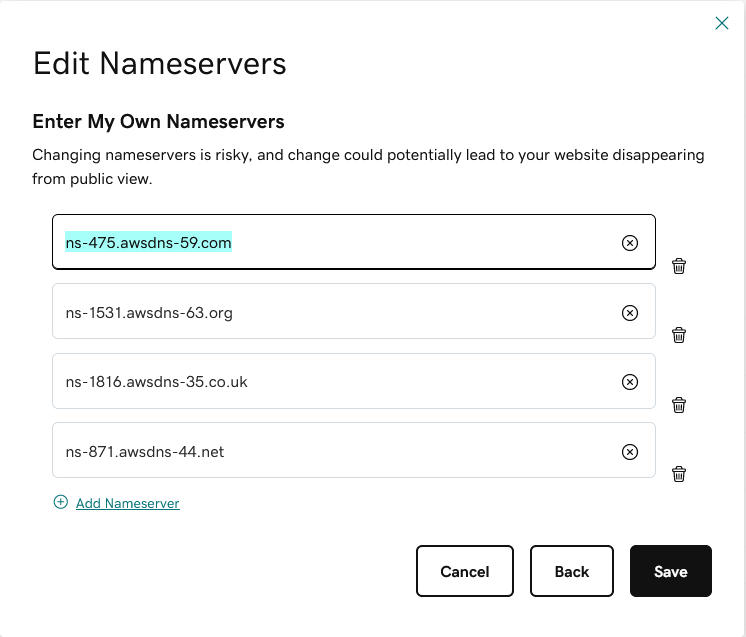 Edit Nameservers
Enter My Own Nameservers
Changing nameservers is risky, and change could potentially lead to your website disappearing
from public view.
ns-475.awsdns-59.com
ns-1531.awsdns-63.org
ns-1816.awsdns-35.co.uk
ns-871.awsdns-44.net
Add Nameserver
Cancel Back Save